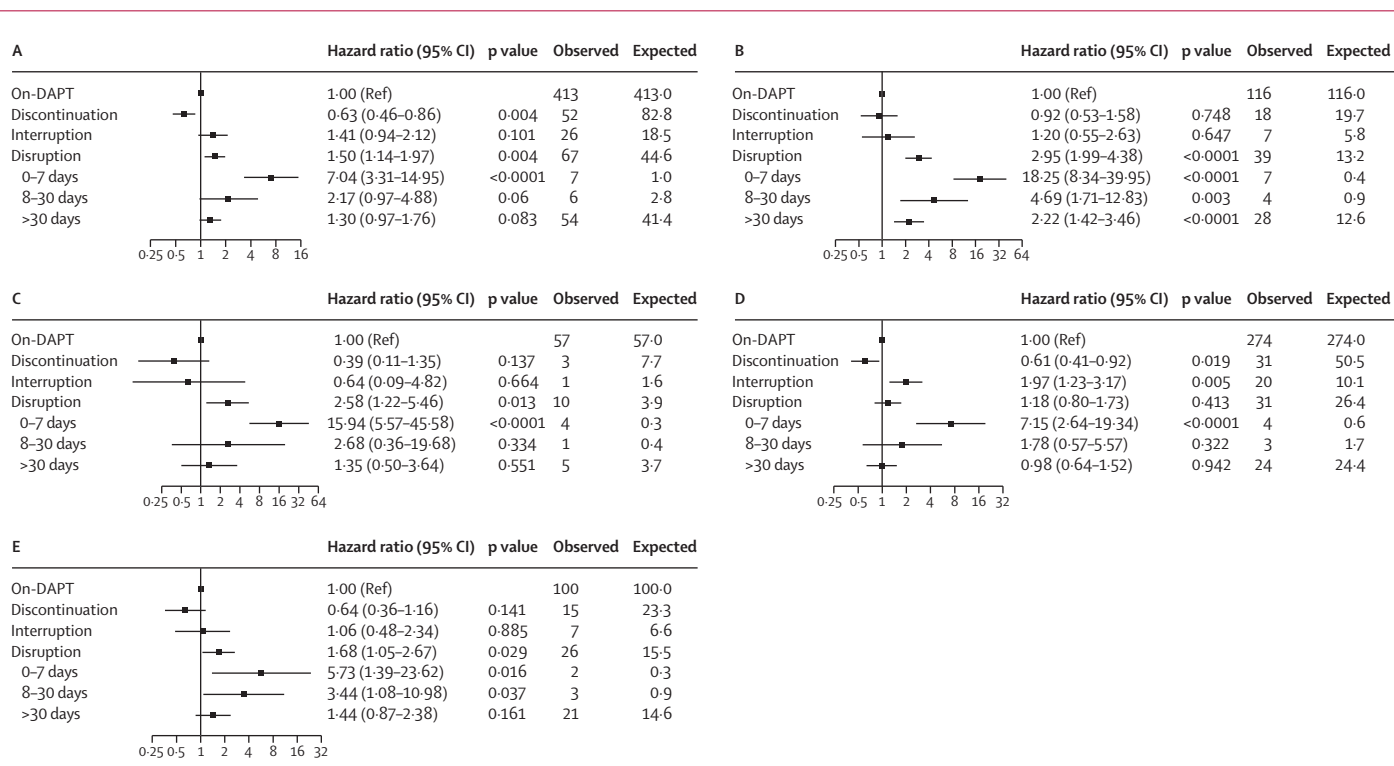 A Hazard ratio (95% CI) p value Observed Expected
On-DAPT 1·00 (Ref) 413 413·0
Discontinuation 0·63 (0·46–0·86) 0·004 52 82·8
Interruption 1·41 (0·94–2·12) 0·101 26 18·5
Disruption 1·50 (1·14–1·97) 0·004 67 44·6
0–7 days 7·04 (3·31–14·95) <0·0001 7 1·0
8–30 days 2·17 (0·97–4·88) 0·06 6 2·8
>30 days 1·30 (0·97–1·76) 0·083 54 41·4
0·25 0·5 1 2 4 8 16
B Hazard ratio (95% CI) p value Observed Expected
On-DAPT 1·00 (Ref) 116 116·0
Discontinuation 0·92 (0·53–1·58) 0·748 18 19·7
Interruption 1·20 (0·55–2·63) 0·647 7 5·8
Disruption 2·95 (1·99–4·38) <0·0001 39 13·2
0–7 days 18·25 (8·34–39·95) <0·0001 7 0·4
8–30 days 4·69 (1·71–12·83) 0·003 4 0·9
>30 days 2·22 (1·42–3·46) <0·0001 28 12·6
0·25 0·5 1 2 4 8 16 32 64
C Hazard ratio (95% CI) p value Observed Expected
On-DAPT 1·00 (Ref) 57 57·0
Discontinuation 0·39 (0·11–1·35) 0·137 3 7·7
Interruption 0·64 (0·09–4·82) 0·664 1 1·6
Disruption 2·58 (1·22–5·46) 0·013 10 3·9
0–7 days 15·94 (5·57–45·58) <0·0001 4 0·3
8–30 days 2·68 (0·36–19·68) 0·334 1 0·4
>30 days 1·35 (0·50–3·64) 0·551 5 3·7
0·25 0·5 1 2 4 8 16 32 64
D Hazard ratio (95% CI) p value Observed Expected
On-DAPT 1·00 (Ref) 274 274·0
Discontinuation 0·61 (0·41–0·92) 0·019 31 50·5
Interruption 1·97 (1·23–3·17) 0·005 20 10·1
Disruption 1·18 (0·80–1·73) 0·413 31 26·4
0–7 days 7·15 (2·64–19·34) <0·0001 4 0·6
8–30 days 1·78 (0·57–5·57) 0·322 3 1·7
>30 days 0·98 (0·64–1·52) 0·942 24 24·4
0·25 0·5 1 2 4 8 16 32
E Hazard ratio (95% CI) p value Observed Expected
On-DAPT 1·00 (Ref) 100 100·0
Discontinuation 0·64 (0·36–1·16) 0·141 15 23·3
Interruption 1·06 (0·48–2·34) 0·885 7 6·6
Disruption 1·68 (1·05–2·67) 0·029 26 15·5
0–7 days 5·73 (1·39–23·62) 0·016 2 0·3
8–30 days 3·44 (1·08–10·98) 0·037 3 0·9
>30 days 1·44 (0·87–2·38) 0·161 21 14·6
0·25 0·5 1 2 4 8 16 32